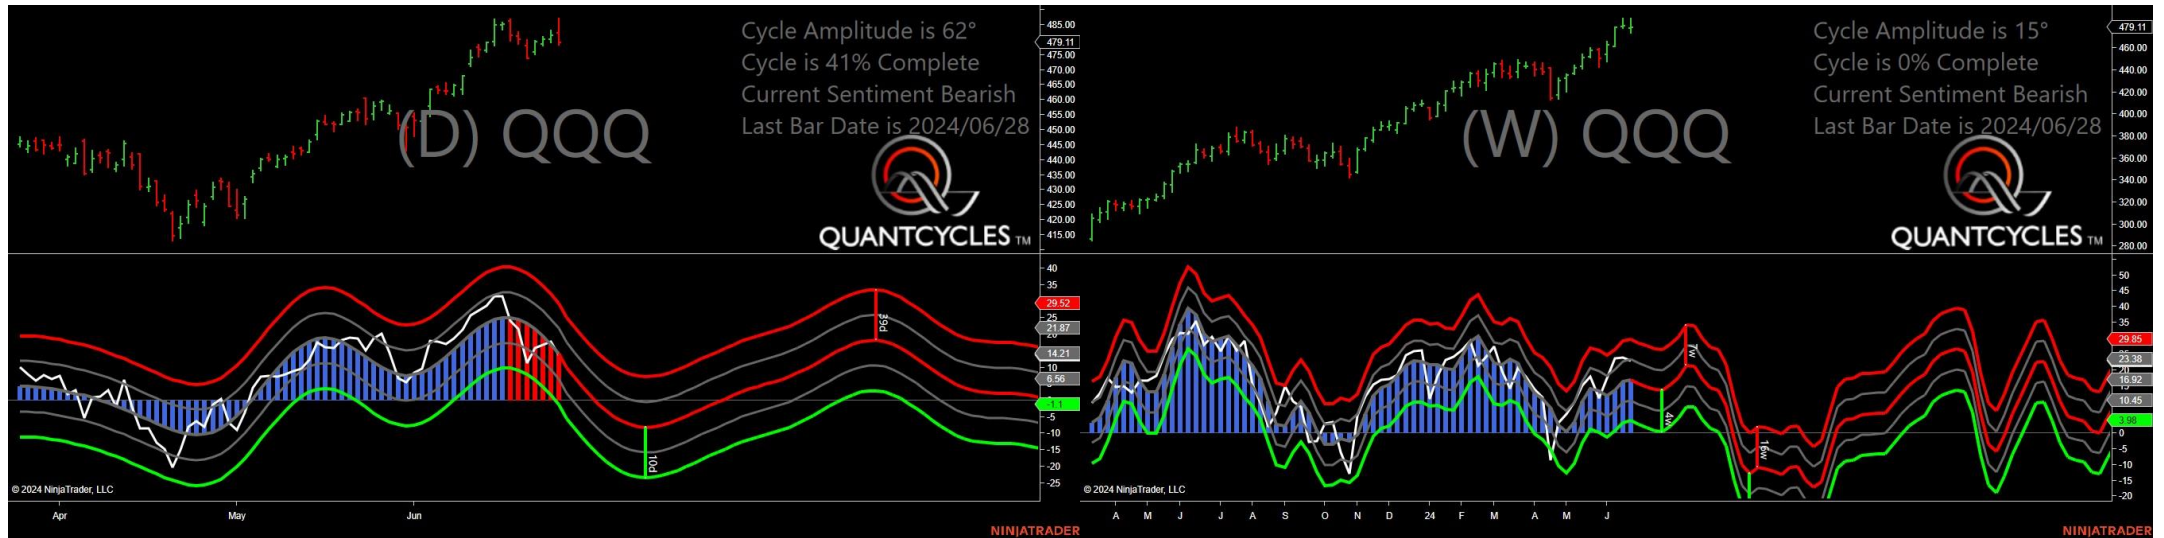 Cycle Amplitude is 62°
Cycle is 41% Complete
Current Sentiment Bearish
Last Bar Date is 2024/06/28
(D) QQQ
QUANTCYCLES TM
485.00
479.11
475.00
470.00
465.00
460.00
455.00
450.00
445.00
440.00
435.00
430.00
425.00
420.00
415.00
40
35
29.52
25
21.87
14.21
6.56
-1.1
-5
-10
-15
-20
-25
39d
10d
© 2024 NinjaTrader, LLC
Apr May Jun
NINJATRADER
Cycle Amplitude is 15°
Cycle is 0% Complete
Current Sentiment Bearish
Last Bar Date is 2024/06/28
(W) QQQ
QUANTCYCLES TM
479.11
460.00
440.00
420.00
400.00
380.00
360.00
340.00
320.00
300.00
280.00
50
45
40
35
29.85
23.38
20
16.92
10.45
3.98
0
-5
-10
-15
-20
7w
4w
16w
© 2024 NinjaTrader, LLC
A M J J A S O N D 24 F M A M J
NINJATRADER